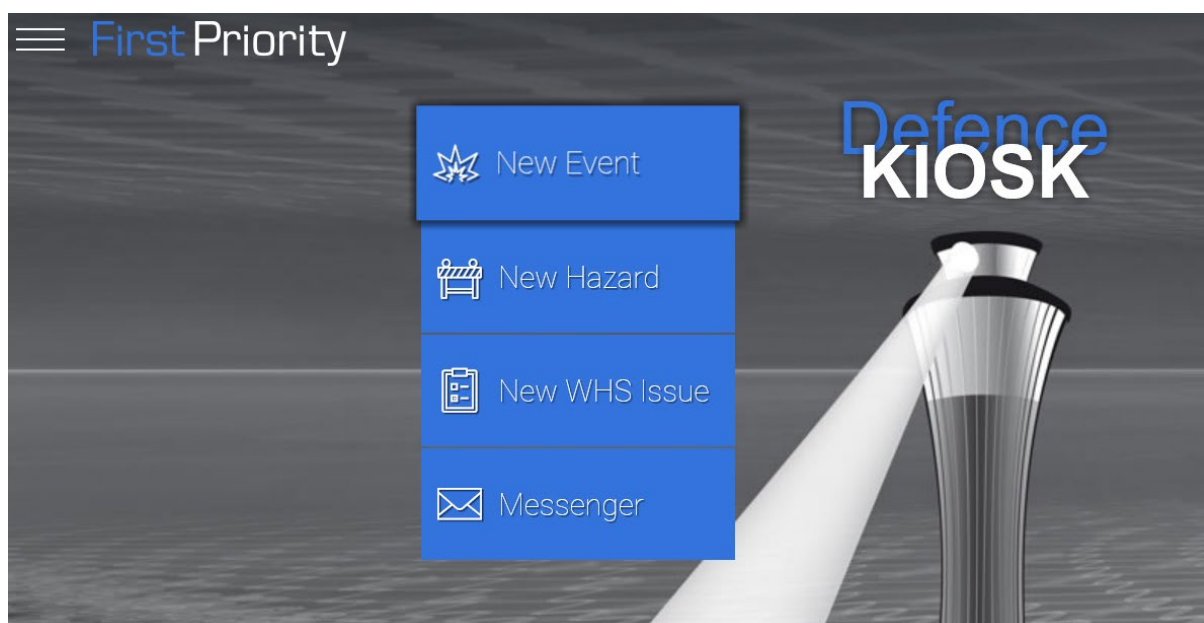 First Priority
Defence
KIOSK
New Event
New Hazard
New WHS Issue
Messenger